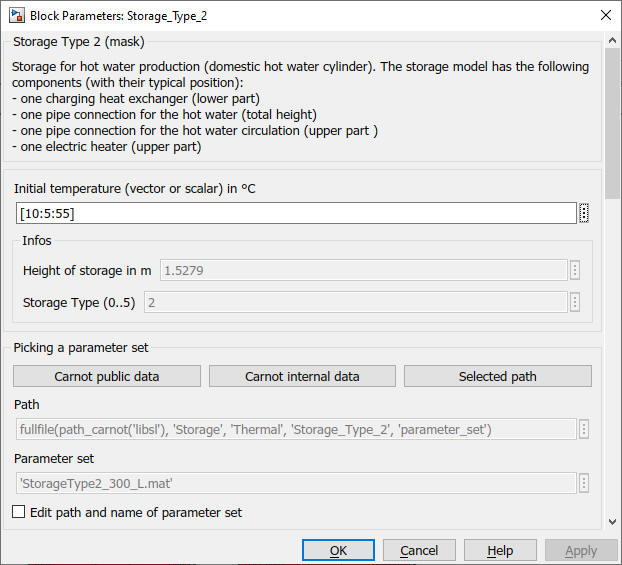 Block Parameters: Storage_Type_2
Storage Type 2 (mask)
Storage for hot water production (domestic hot water cylinder). The storage model has the following
components (with their typical position):
- one charging heat exchanger (lower part)
- one pipe connection for the hot water (total height)
- one pipe connection for the hot water circulation (upper part )
- one electric heater (upper part)
Initial temperature (vector or scalar) in ºC
[10:5:55]
Infos
Height of storage in m 1.5279
Storage Type (0..5) 2
Picking a parameter set
Carnot public data Carnot internal data Selected path
Path
fullfile(path_carnot('libsl'), 'Storage', 'Thermal', 'Storage_Type_2', 'parameter_set')
Parameter set
'StorageType2_300_L.mat'
Edit path and name of parameter set
OK Cancel Help Apply